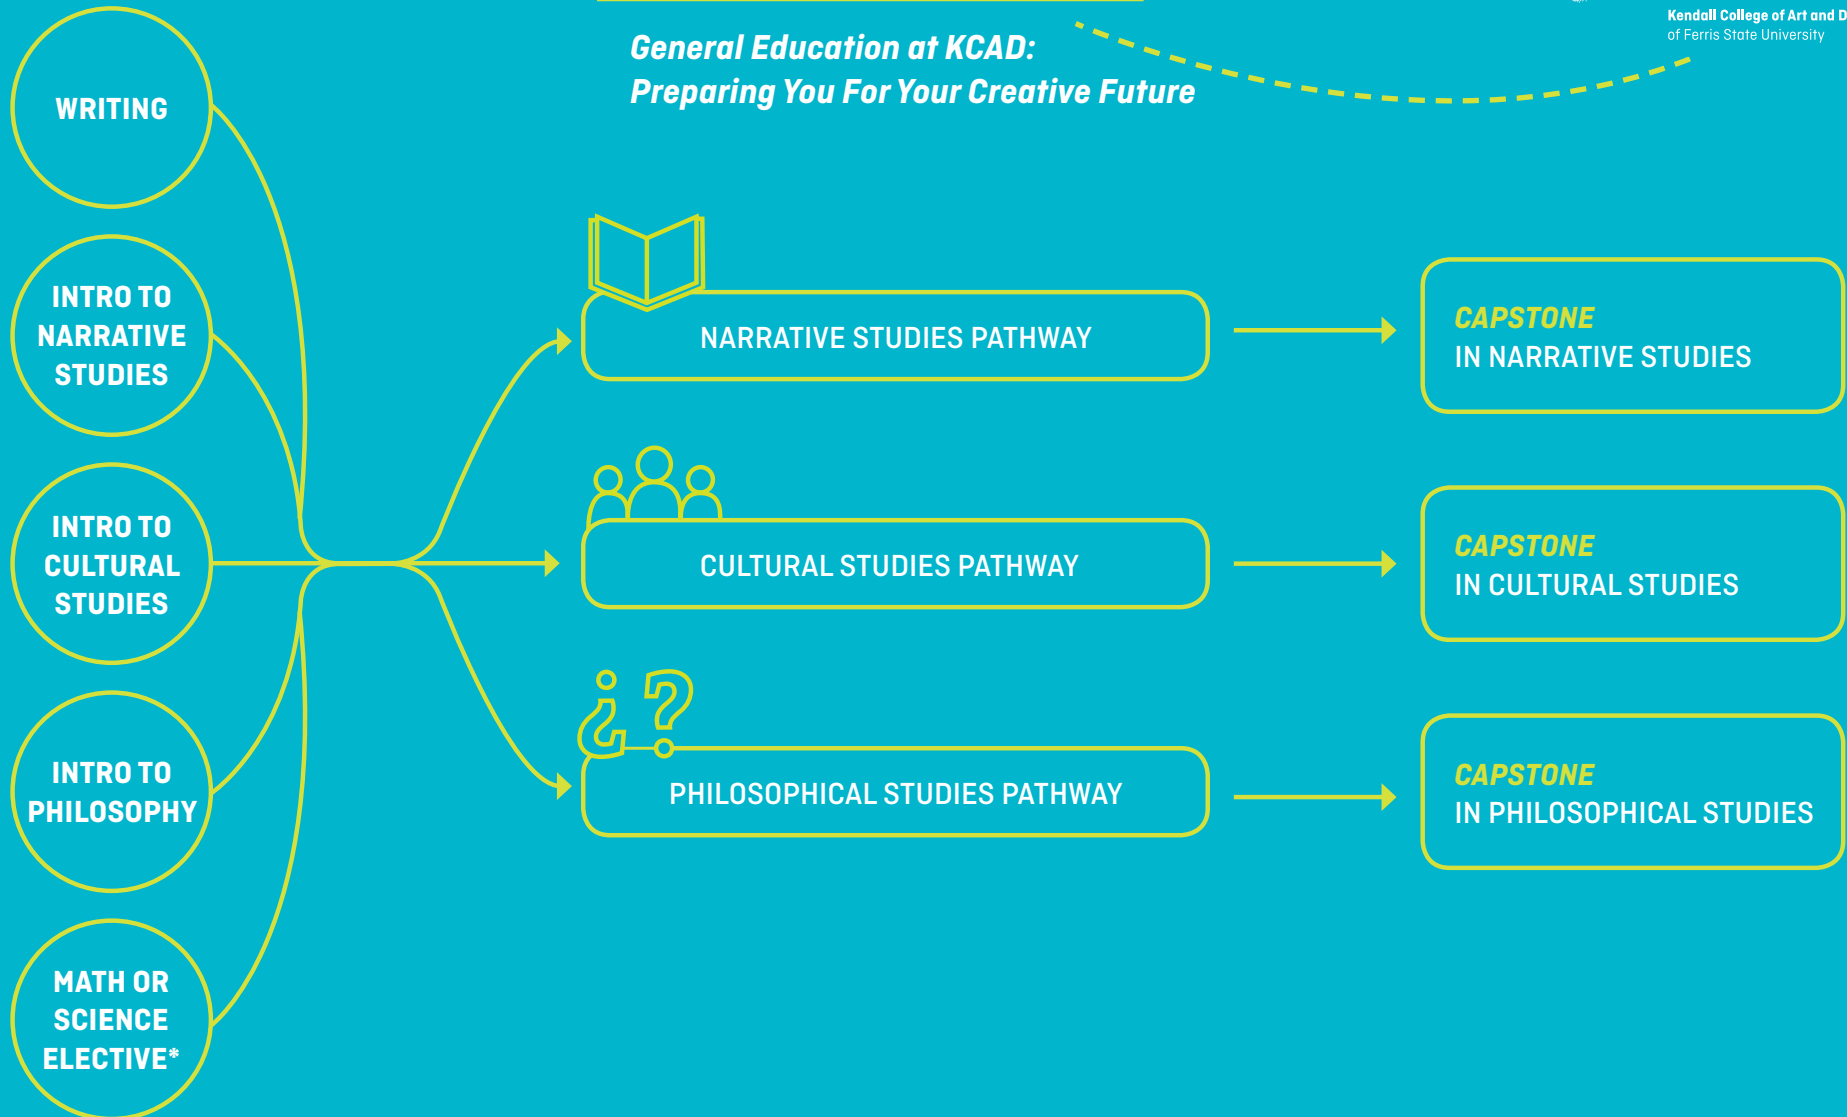 Kendall College of Art and D
of Ferris State University
General Education at KCAD:
Preparing You For Your Creative Future
WRITING
INTRO TO
NARRATIVE
STUDIES
INTRO TO
CULTURAL
STUDIES
INTRO TO
PHILOSOPHY
MATH OR
SCIENCE
ELECTIVE*
NARRATIVE STUDIES PATHWAY
CULTURAL STUDIES PATHWAY
¿?
PHILOSOPHICAL STUDIES PATHWAY
CAPSTONE
IN NARRATIVE STUDIES
CAPSTONE
IN CULTURAL STUDIES
CAPSTONE
IN PHILOSOPHICAL STUDIES